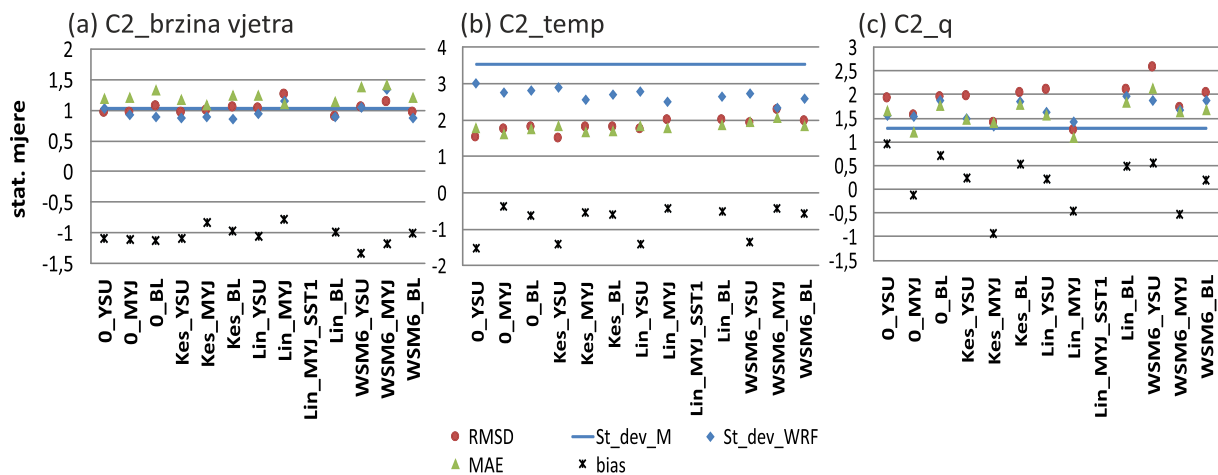 (a) C2_brzina vjetra
(b) C2_temp
(c) C2_q
stat. mjere
2
1,5
1
0,5
0
-0,5
-1
-1,5
0_YSU
0_MYJ
0_BL
Kes_YSU
Kes_MYJ
Kes_BL
Lin_YSU
Lin_MYJ
Lin_MYJ_SST1
Lin_BL
WSM6_YSU
WSM6_MYJ
WSM6_BL
4
3
2
1
0
-1
-2
0_YSU
0_MYJ
0_BL
Kes_YSU
Kes_MYJ
Kes_BL
Lin_YSU
Lin_MYJ
Lin_MYJ_SST1
Lin_BL
WSM6_YSU
WSM6_MYJ
WSM6_BL
3
2,5
2
1,5
1
0,5
0
-0,5
-1
-1,5
0_YSU
0_MYJ
0_BL
Kes_YSU
Kes_MYJ
Kes_BL
Lin_YSU
Lin_MYJ
Lin_MYJ_SST1
Lin_BL
WSM6_YSU
WSM6_MYJ
WSM6_BL
RMSD
St_dev_M
St_dev_WRF
MAE
bias